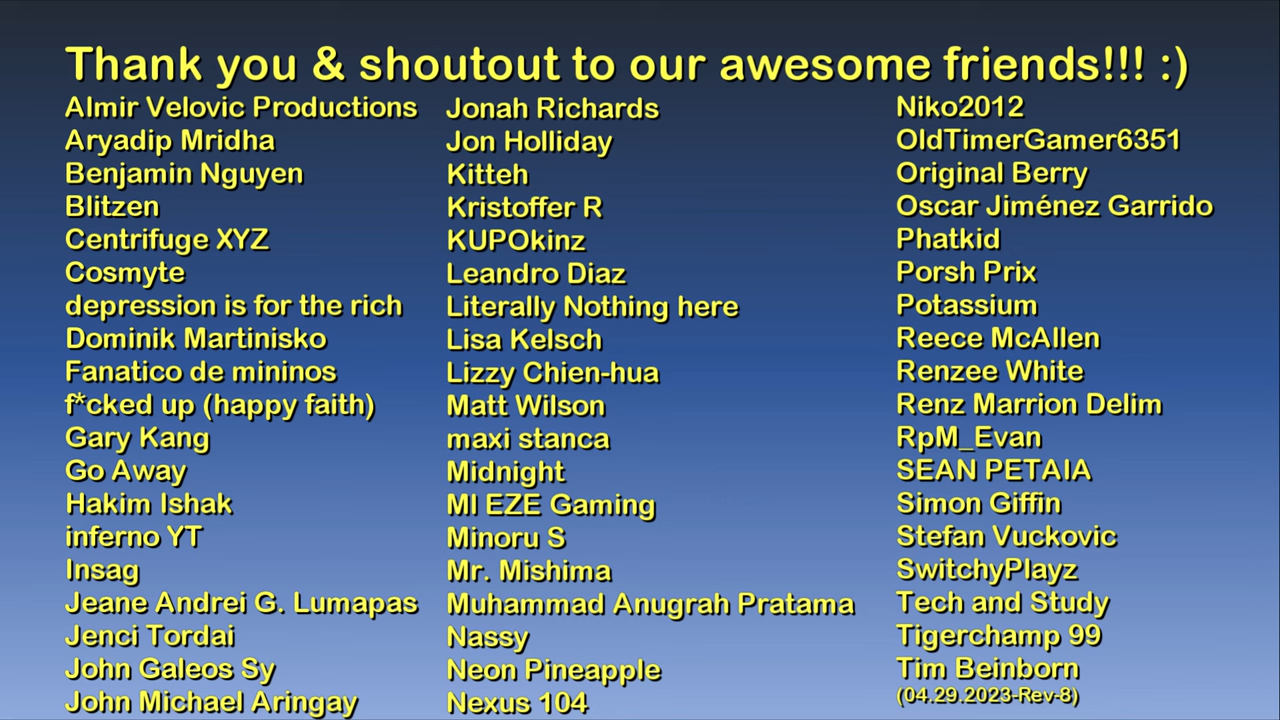 Thank you & shoutout to our awesome friends!!! :)
Almir Velovic Productions
Aryadip Mridha
Benjamin Nguyen
Blitzen
Centrifuge XYZ
Cosmyte
depression is for the rich
Dominik Martinisko
Fanatico de mininos
f*cked up (happy faith)
Gary Kang
Go Away
Hakim Ishak
inferno YT
Insag
Jeane Andrei G. Lumapas
Jenci Tordai
John Galeos Sy
John Michael Aringay
Jonah Richards
Jon Holliday
Kitteh
Kristoffer R
KUPOkinz
Leandro Diaz
Literally Nothing here
Lisa Kelsch
Lizzy Chien-hua
Matt Wilson
maxi stanca
Midnight
MI EZE Gaming
Minoru S
Mr. Mishima
Muhammad Anugrah Pratama
Nassy
Neon Pineapple
Nexus 104
Niko2012
OldTimerGamer6351
Original Berry
Oscar Jiménez Garrido
Phatkid
Porsh Prix
Potassium
Reece McAllen
Renzee White
Renz Marrion Delim
RpM_Evan
SEAN PETAIA
Simon Giffin
Stefan Vuckovic
SwitchyPlayz
Tech and Study
Tigerchamp 99
Tim Beinborn
(04.29.2023-Rev-8)